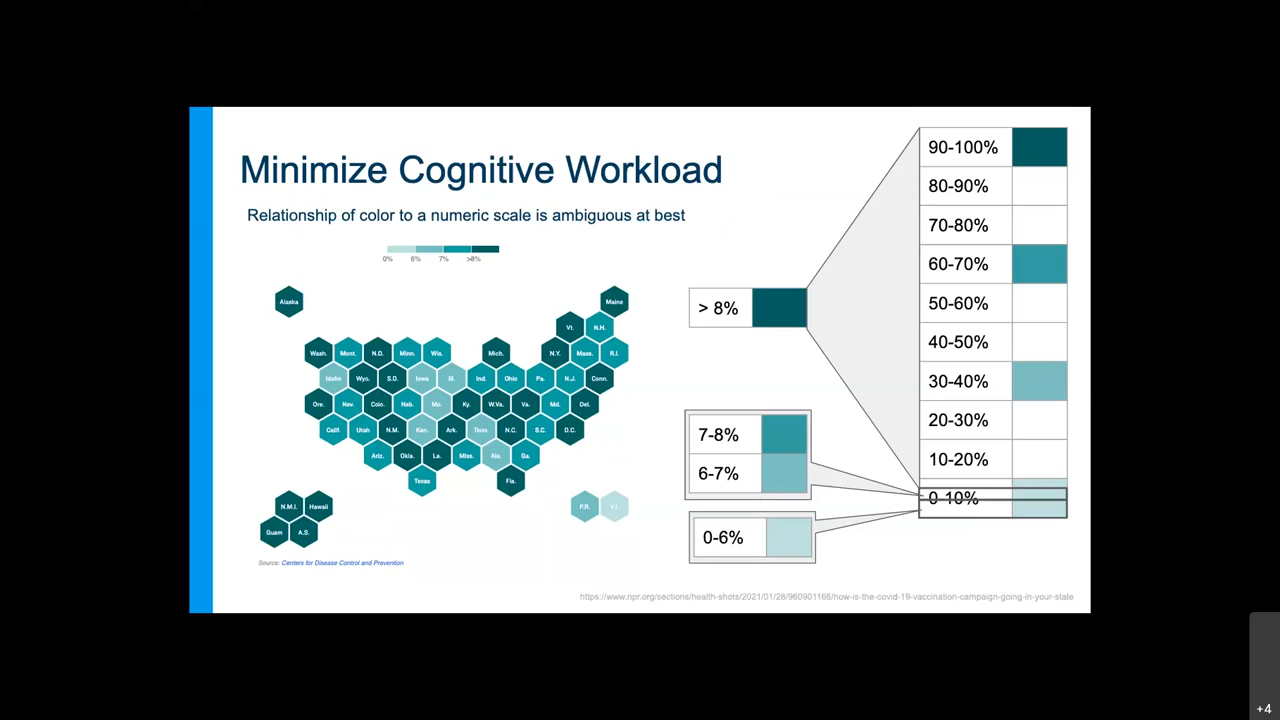 Minimize Cognitive Workload
Relationship of color to a numeric scale is ambiguous at best
0% 6% 7% >8%
Alaska Maine
Vt. N.H.
Wash. Mont. N.D. Minn. Wis. Mich. N.Y. Mass. R.I.
Idaho Wyo. S.D. Iowa Ill. Ind. Ohio Pa. N.J. Conn.
Ore. Nev. Colo. Neb. Mo. Ky. W.Va. Va. Md. Del.
Calif. Utah N.M. Kan. Ark. Tenn. N.C. S.C. D.C.
Ariz. Okla. La. Miss. Ala. Ga.
Texas Fla.
N.M.I. Hawaii P.R. V.I.
Guam A.S.
Source: Centers for Disease Control and Prevention
> 8%
7-8%
6-7%
0-6%
90-100%
80-90%
70-80%
60-70%
50-60%
40-50%
30-40%
20-30%
10-20%
0-10%
https://www.npr.org/sections/health-shots/2021/01/28/960901166/how-is-the-covid-19-vaccination-campaign-going-in-your-state
+4